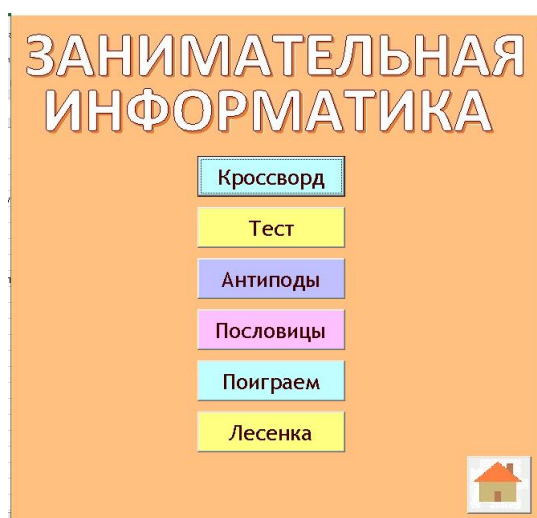 ЗАНИМАТЕЛЬНАЯ
ИНФОРМАТИКА
Кроссворд
Тест
Антиподы
Пословицы
Поиграем
Лесенка